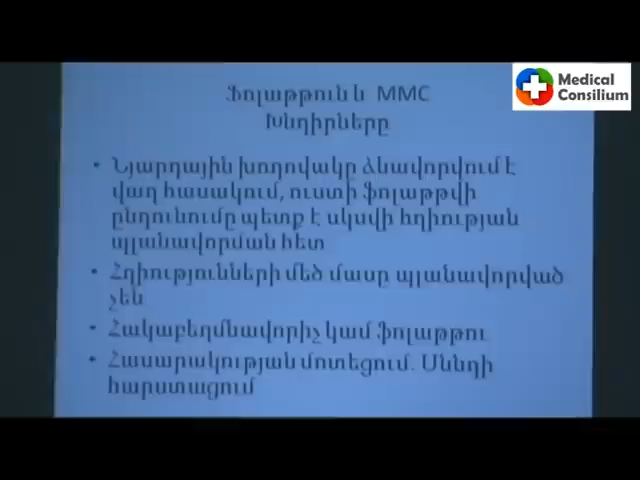 Medical
Consilium
Ֆոլաթթուն և MMC
Խնդիրները
• Նյարդային խողովակը ձևավորվում է
վաղ հասակում, ուստի ֆոլաթթվի
ընդունումը պետք է սկսվի հղիության
պլանավորման հետ
• Հղիությունների մեծ մասը պլանավորված
չեն
• Հակաբեղմնավորիչ կամ ֆոլաթթու
• Հասարակության մոտեցում. Սննդի
հարստացում